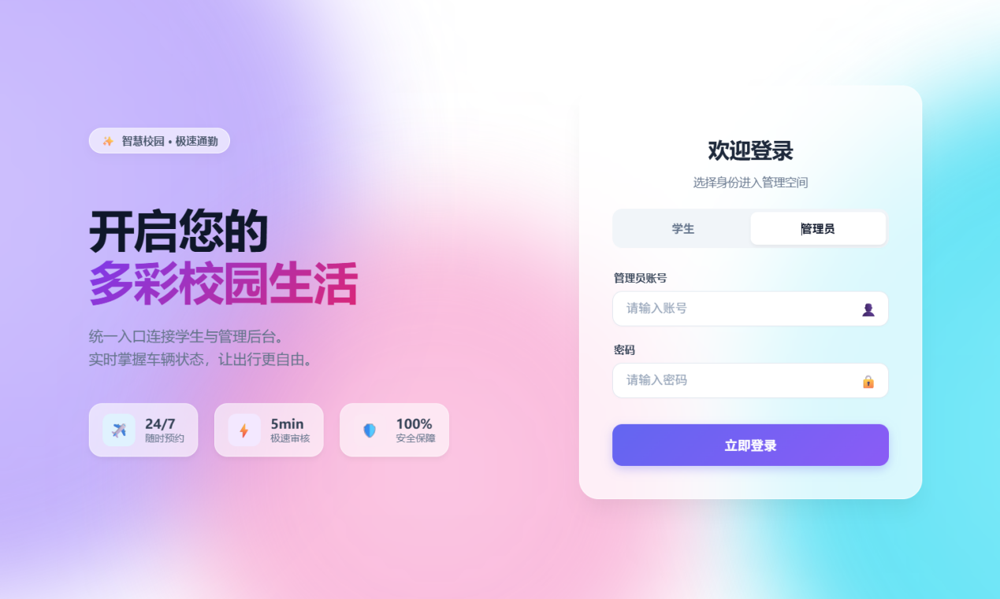 智慧校园 • 极速通勤
开启您的
多彩校园生活
统一入口连接学生与管理后台。
实时掌握车辆状态，让出行更自由。
24/7
随时预约
5min
极速审核
100%
安全保障
欢迎登录
选择身份进入管理空间
学生
管理员
管理员账号
请输入账号
密码
请输入密码
立即登录